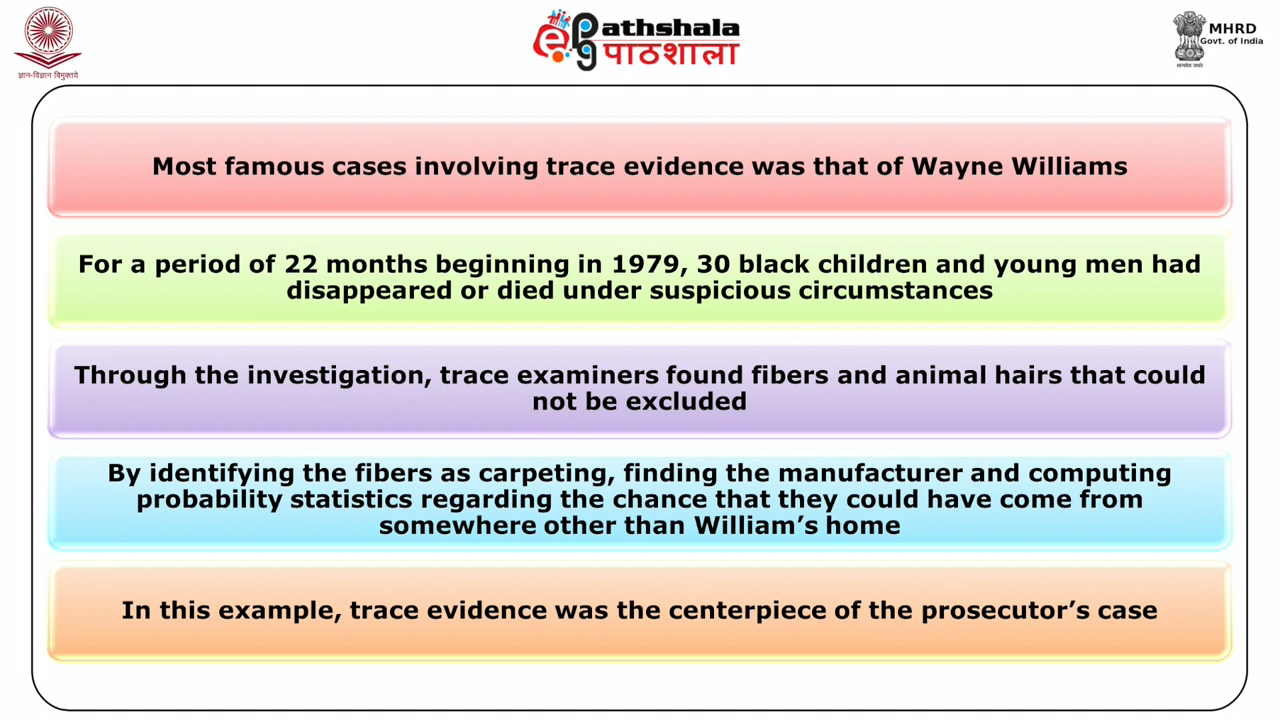 ज्ञान-विज्ञान विमुक्तये
e Pathshala
पाठशाला
MHRD
Govt. of India
सत्यमेव जयते
Most famous cases involving trace evidence was that of Wayne Williams
For a period of 22 months beginning in 1979, 30 black children and young men had
disappeared or died under suspicious circumstances
Through the investigation, trace examiners found fibers and animal hairs that could
not be excluded
By identifying the fibers as carpeting, finding the manufacturer and computing
probability statistics regarding the chance that they could have come from
somewhere other than William’s home
In this example, trace evidence was the centerpiece of the prosecutor’s case